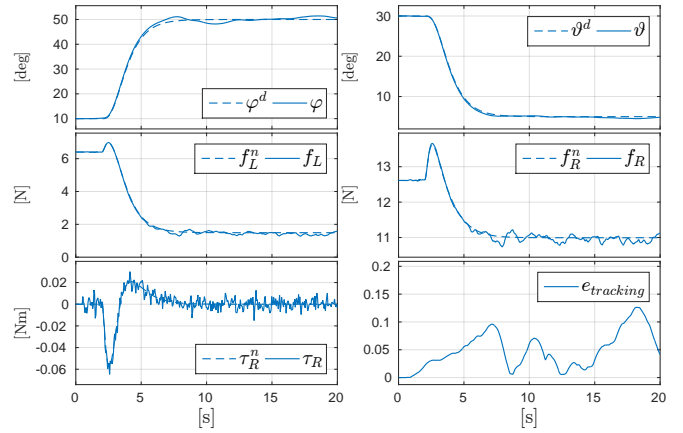 50
40
30
20
10
[deg]
φ^d φ
30
20
10
0
[deg]
ϑ^d ϑ
6
4
2
0
[N]
f_L^n f_L
13
12
11
[N]
f_R^n f_R
0.02
0
-0.02
-0.04
-0.06
[Nm]
τ_R^n τ_R
0 5 10 15 20
[s]
0.2
0.15
0.1
0.05
0
e_tracking
0 5 10 15 20
[s]